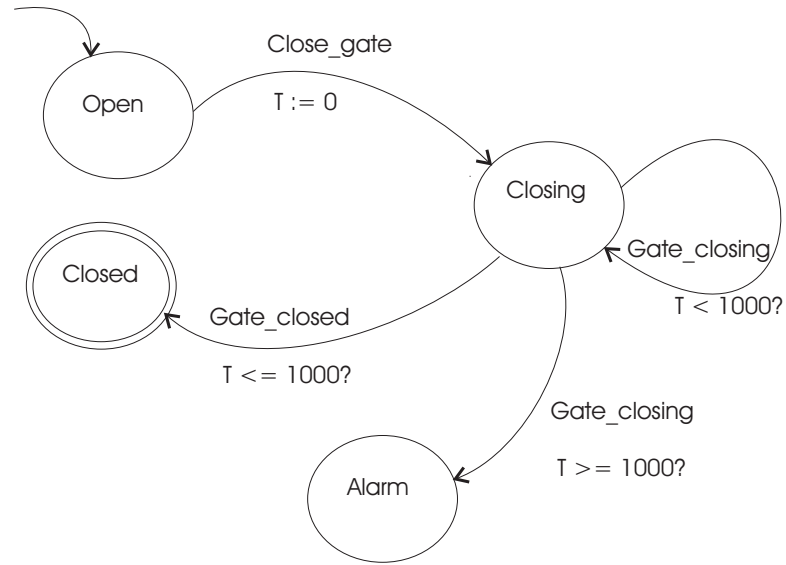 Close_gate
T := 0
Open
Closing
Gate_closing
T < 1000?
Closed
Gate_closed
T <= 1000?
Gate_closing
T >= 1000?
Alarm